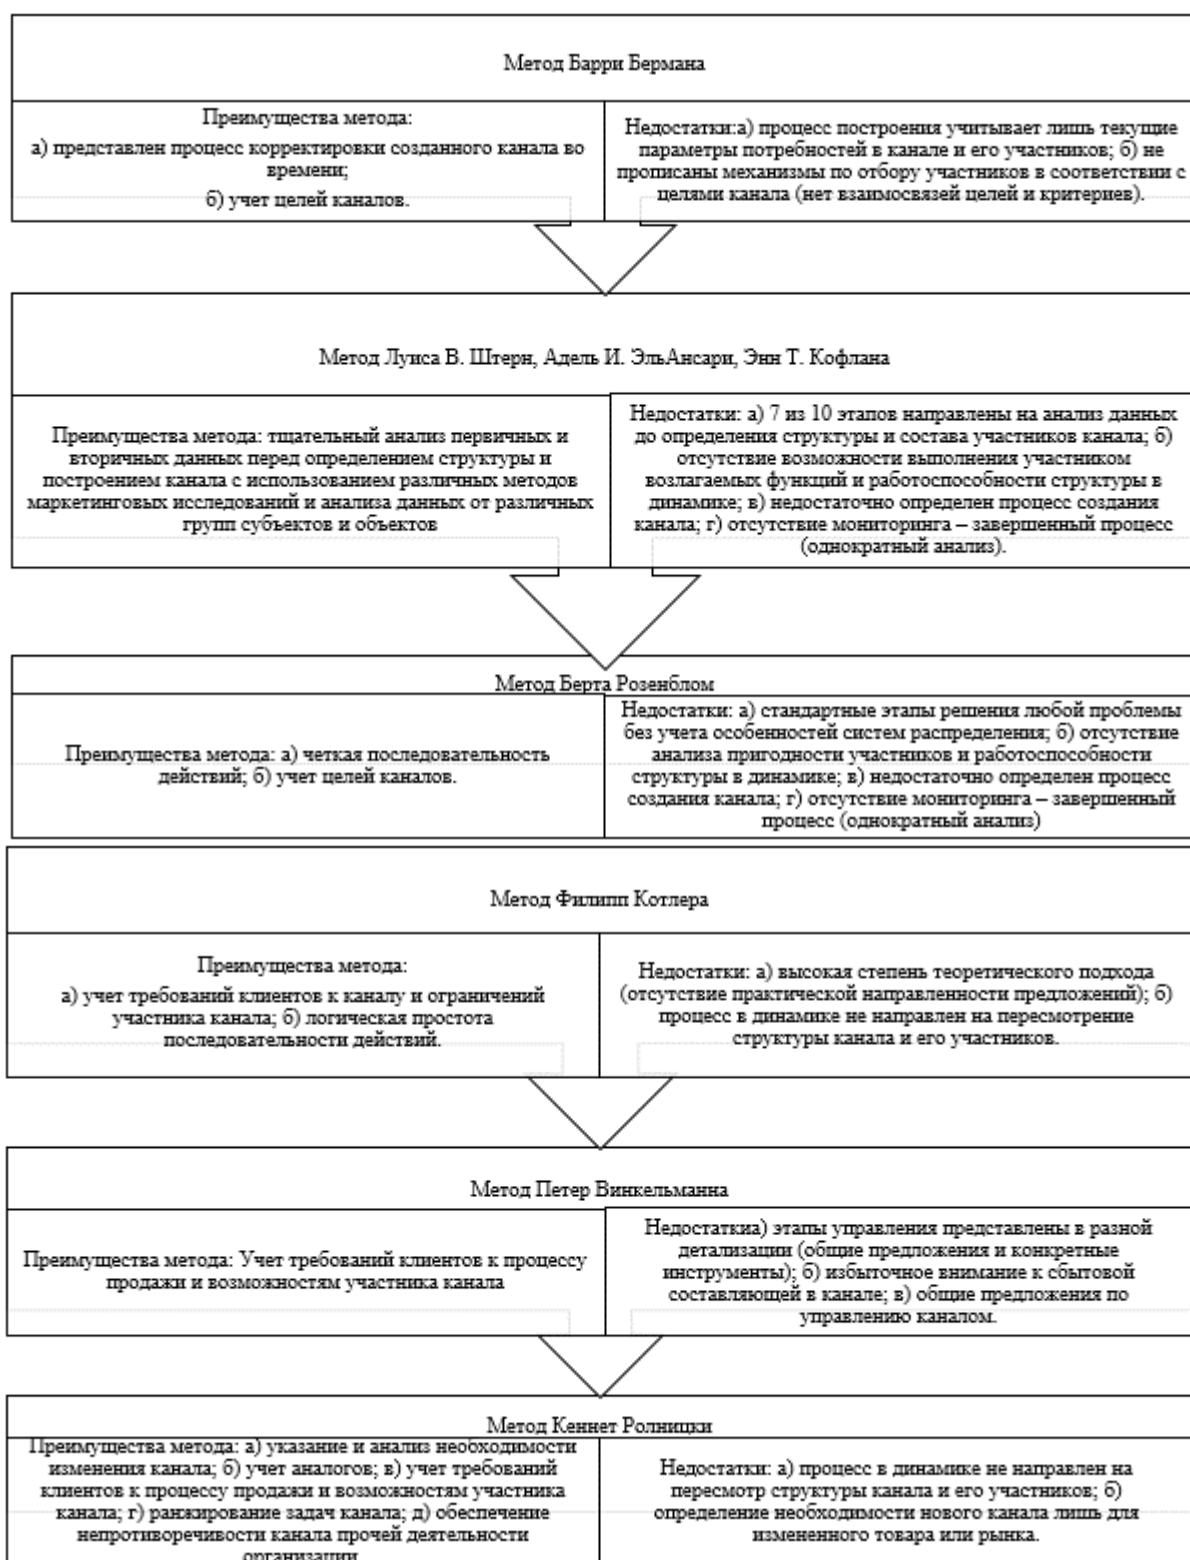 Метод Барри Бермана
Преимущества метода:
а) представлен процесс корректировки созданного канала во
времени;
б) учет целей каналов.
Недостатки:а) процесс построения учитывает лишь текущие
параметры потребностей в канале и его участников; б) не
прописаны механизмы по отбору участников в соответствии с
целями канала (нет взаимосвязей целей и критериев).
Метод Луиса В. Штерн, Адель И. ЭльАнсари, Энн Т. Кофлана
Преимущества метода: тщательный анализ первичных и
вторичных данных перед определением структуры и
построением канала с использованием различных методов
маркетинговых исследований и анализа данных от различных
групп субъектов и объектов
Недостатки: а) 7 из 10 этапов направлены на анализ данных
до определения структуры и состава участников канала; б)
отсутствие возможности выполнения участником
возлагаемых функций и работоспособности структуры в
динамике; в) недостаточно определен процесс создания
канала; г) отсутствие мониторинга – завершенный процесс
(однократный анализ).
Метод Берта Розенблом
Преимущества метода: а) четкая последовательность
действий; б) учет целей каналов.
Недостатки: а) стандартные этапы решения любой проблемы
без учета особенностей систем распределения; б) отсутствие
анализа пригодности участников и работоспособности
структуры в динамике; в) недостаточно определен процесс
создания канала; г) отсутствие мониторинга – завершенный
процесс (однократный анализ)
Метод Филипп Котлера
Преимущества метода:
а) учет требований клиентов к каналу и ограничений
участника канала; б) логическая простота
последовательности действий.
Недостатки: а) высокая степень теоретического подхода
(отсутствие практической направленности предложений); б)
процесс в динамике не направлен на пересмотрение
структуры канала и его участников.
Метод Петер Винкельманна
Преимущества метода: Учет требований клиентов к процессу
продажи и возможностям участника канала
Недостаткиа) этапы управления представлены в разной
детализации (общие предложения и конкретные
инструменты); б) избыточное внимание к сбытовой
составляющей в канале; в) общие предложения по
управлению каналом.
Метод Кеннет Ролницки
Преимущества метода: а) указание и анализ необходимости
изменения канала; б) учет аналогов; в) учет требований
клиентов к процессу продажи и возможностям участника
канала; г) ранжирование задач канала; д) обеспечение
непротиворечивости канала прочей деятельности
организации
Недостатки: а) процесс в динамике не направлен на
пересмотр структуры канала и его участников; б)
определение необходимости нового канала лишь для
измененного товара или рынка.